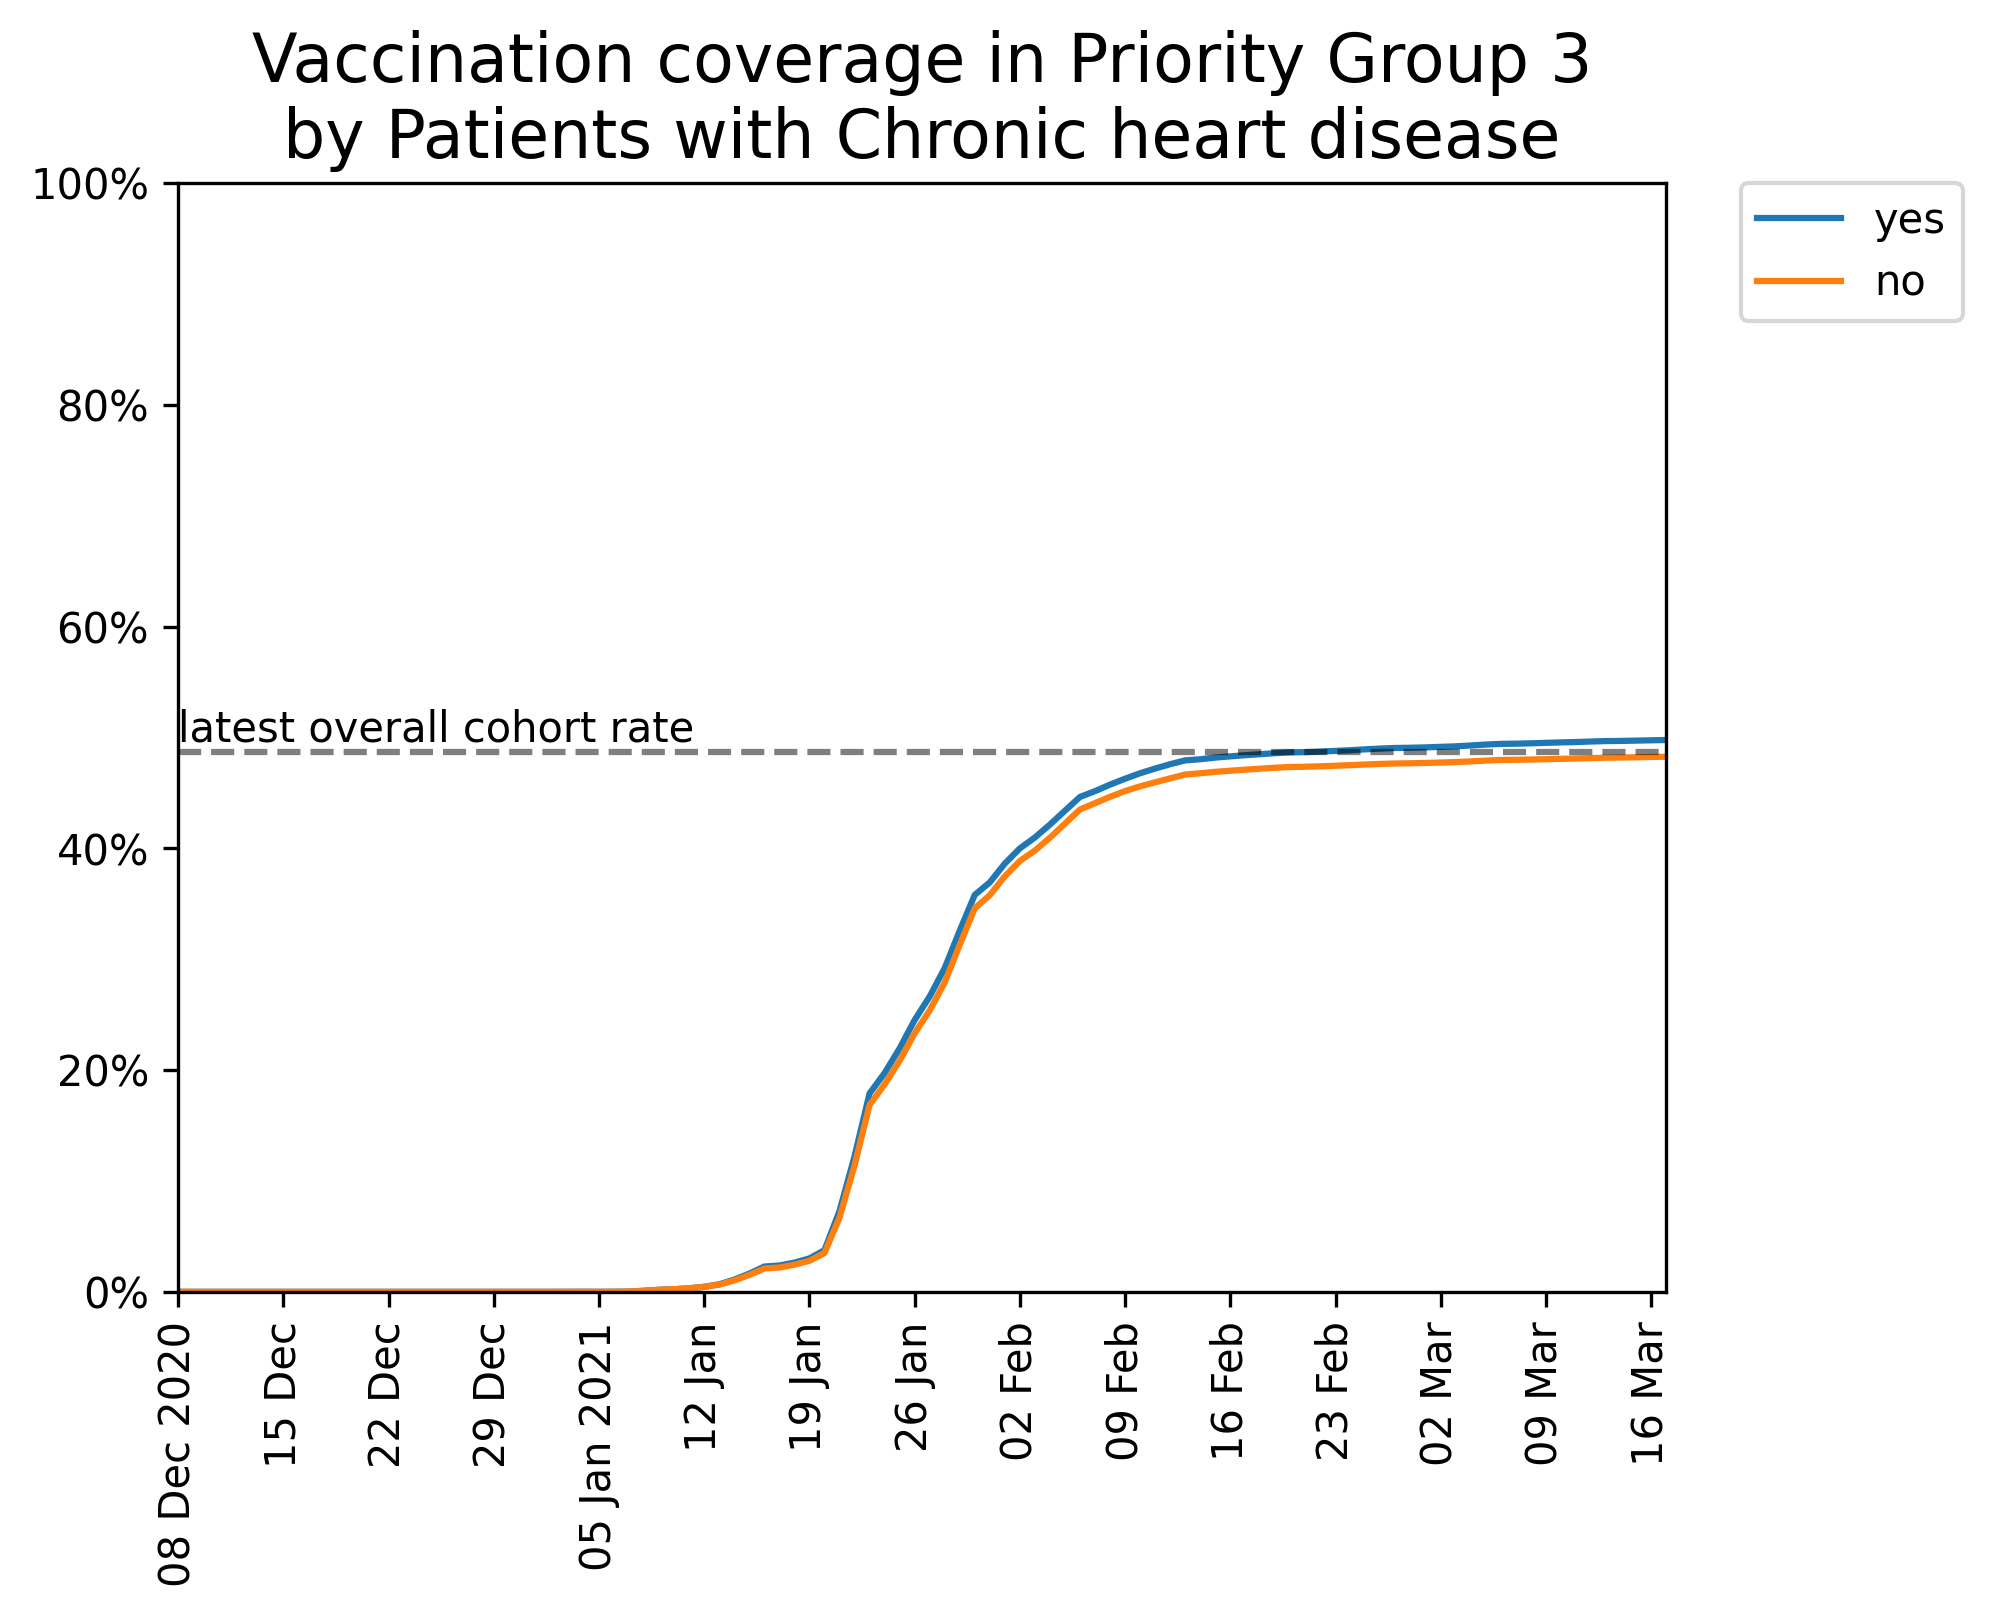 Vaccination coverage in Priority Group 3
by Patients with Chronic heart disease
100%
80%
60%
40%
20%
0%
latest overall cohort rate
yes
no
08 Dec 2020
15 Dec
22 Dec
29 Dec
05 Jan 2021
12 Jan
19 Jan
26 Jan
02 Feb
09 Feb
16 Feb
23 Feb
02 Mar
09 Mar
16 Mar